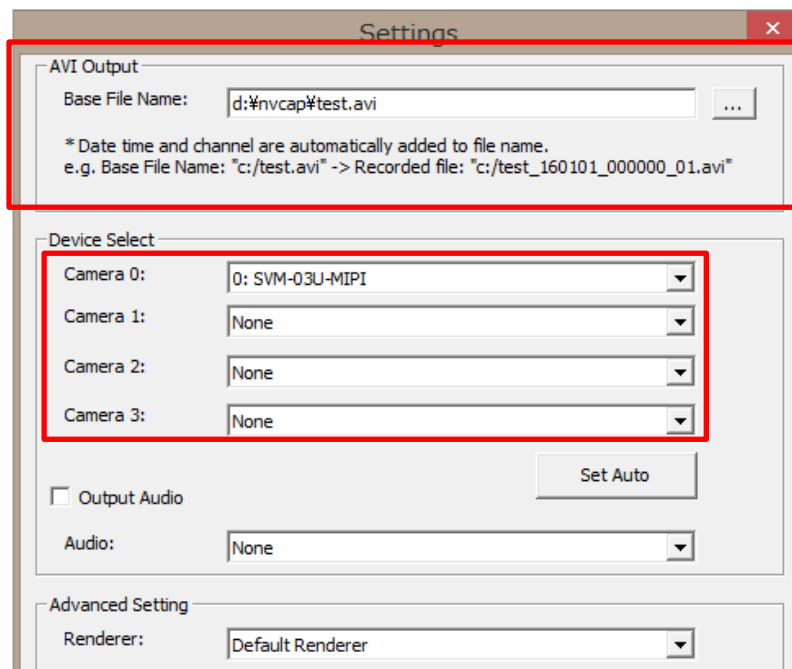 Settings
AVI Output
Base File Name: d:¥nvcap¥test.avi ...
* Date time and channel are automatically added to file name.
e.g. Base File Name: "c:/test.avi" -> Recorded file: "c:/test_160101_000000_01.avi"
Device Select
Camera 0: 0: SVM-03U-MIPI
Camera 1: None
Camera 2: None
Camera 3: None
Set Auto
Output Audio
Audio: None
Advanced Setting
Renderer: Default Renderer